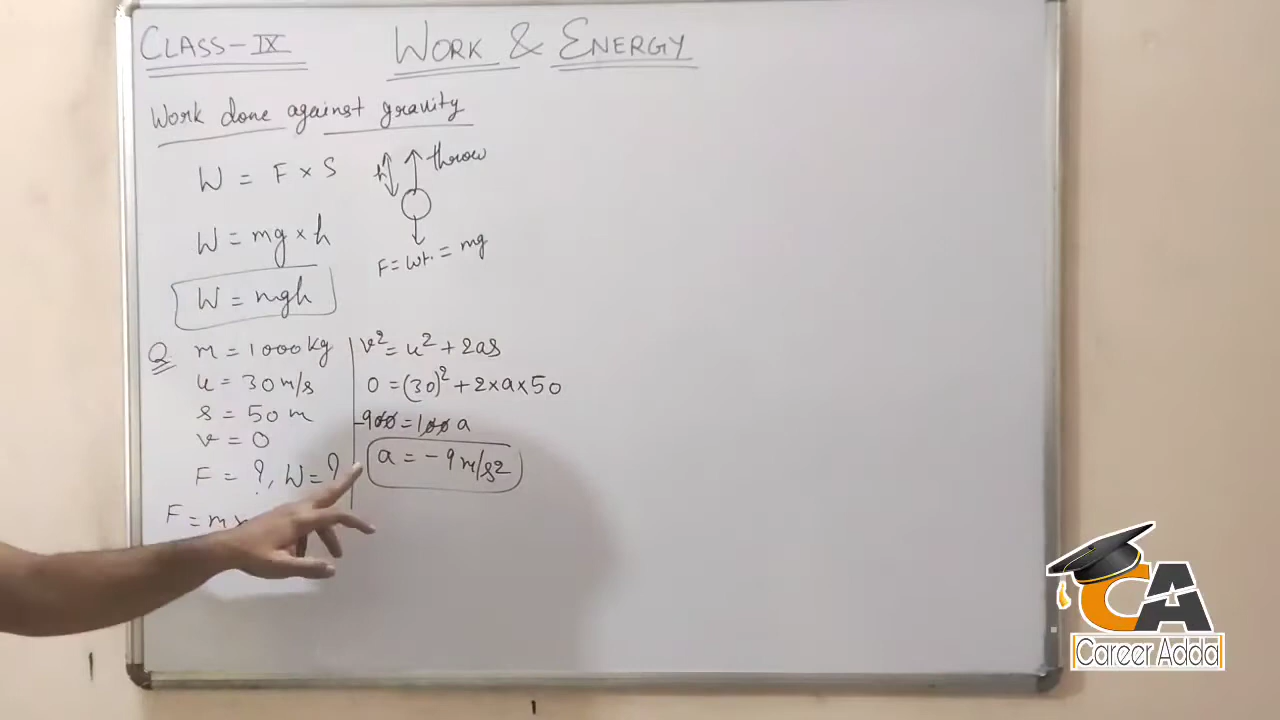 CLASS-IX
WORK & ENERGY
Work done against gravity
W = F × S
h
throw
W = mg × h
F = Wt. = mg
W = mgh
Q
m = 1000 kg
u = 30 m/s
s = 50 m
v = 0
F = ?, W = ?
F = m ×
v² = u² + 2as
0 = (30)² + 2×a×50
-900 = 100 a
a = -9 m/s²
CA
Career Adda